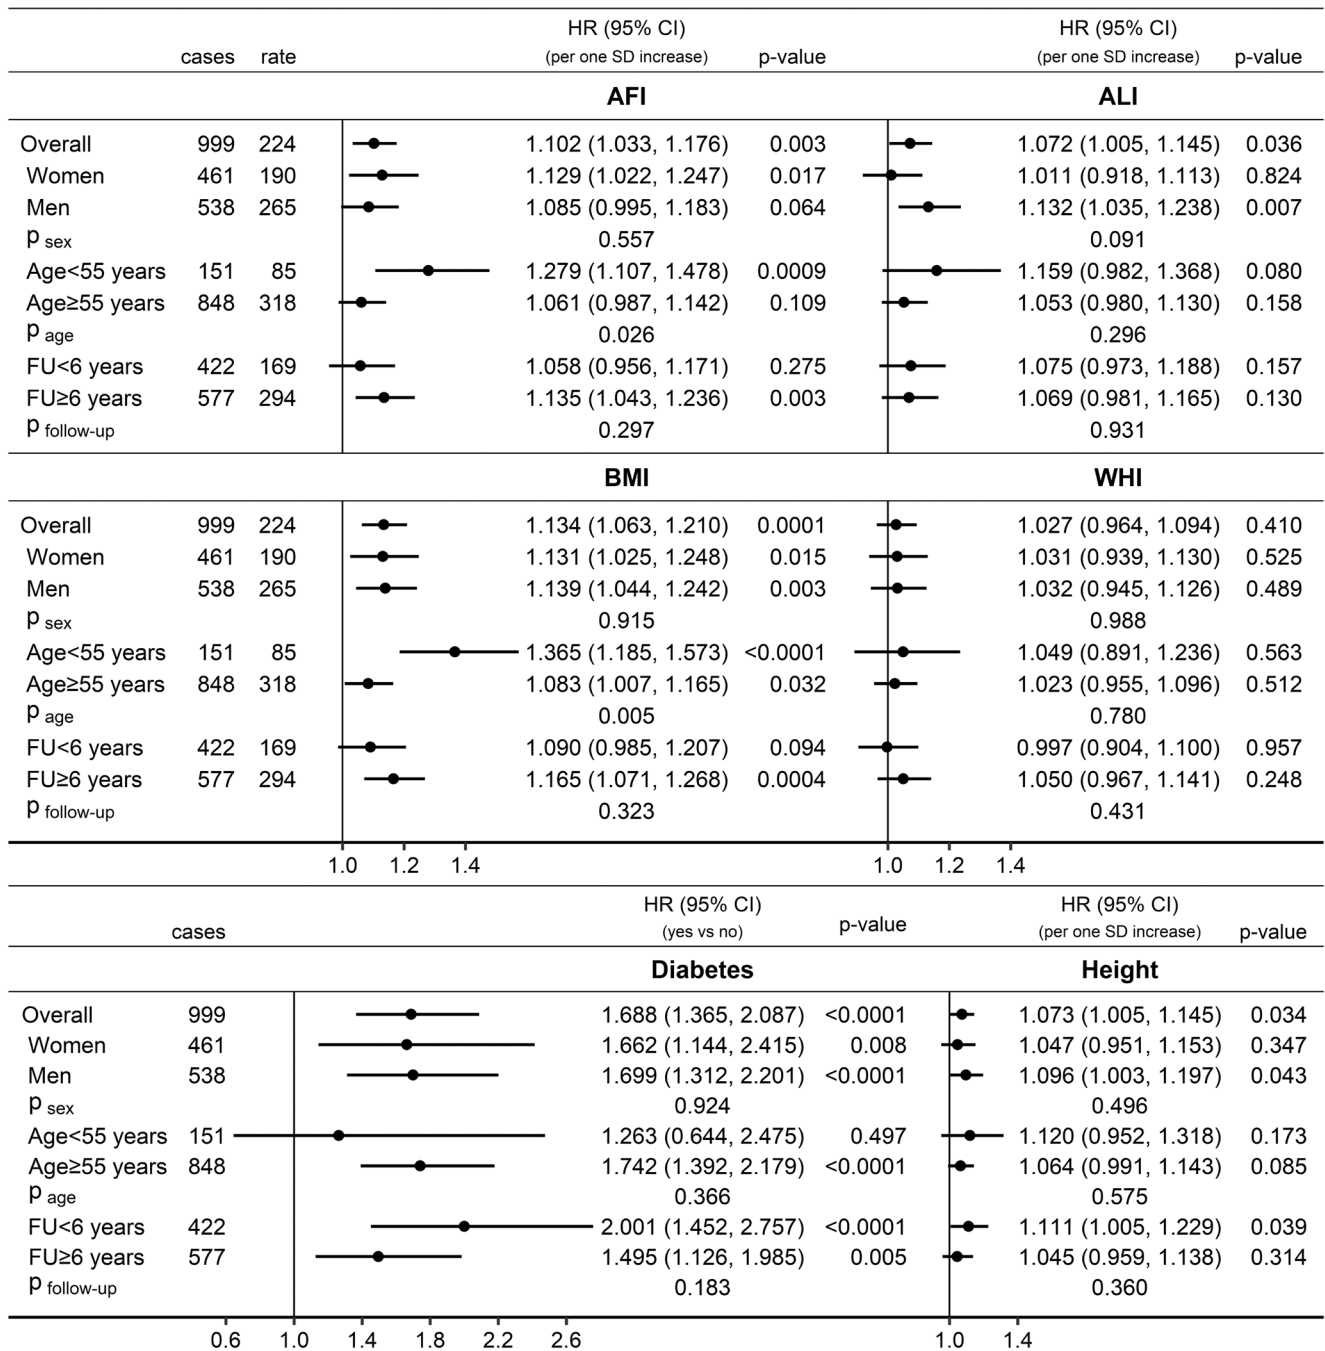 HR (95% CI) HR (95% CI)
cases rate (per one SD increase) p-value (per one SD increase) p-value
AFI ALI
Overall 999 224 1.102 (1.033, 1.176) 0.003 1.072 (1.005, 1.145) 0.036
Women 461 190 1.129 (1.022, 1.247) 0.017 1.011 (0.918, 1.113) 0.824
Men 538 265 1.085 (0.995, 1.183) 0.064 1.132 (1.035, 1.238) 0.007
p sex 0.557 0.091
Age<55 years 151 85 1.279 (1.107, 1.478) 0.0009 1.159 (0.982, 1.368) 0.080
Age≥55 years 848 318 1.061 (0.987, 1.142) 0.109 1.053 (0.980, 1.130) 0.158
p age 0.026 0.296
FU<6 years 422 169 1.058 (0.956, 1.171) 0.275 1.075 (0.973, 1.188) 0.157
FU≥6 years 577 294 1.135 (1.043, 1.236) 0.003 1.069 (0.981, 1.165) 0.130
p follow-up 0.297 0.931
BMI WHI
Overall 999 224 1.134 (1.063, 1.210) 0.0001 1.027 (0.964, 1.094) 0.410
Women 461 190 1.131 (1.025, 1.248) 0.015 1.031 (0.939, 1.130) 0.525
Men 538 265 1.139 (1.044, 1.242) 0.003 1.032 (0.945, 1.126) 0.489
p sex 0.915 0.988
Age<55 years 151 85 1.365 (1.185, 1.573) <0.0001 1.049 (0.891, 1.236) 0.563
Age≥55 years 848 318 1.083 (1.007, 1.165) 0.032 1.023 (0.955, 1.096) 0.512
p age 0.005 0.780
FU<6 years 422 169 1.090 (0.985, 1.207) 0.094 0.997 (0.904, 1.100) 0.957
FU≥6 years 577 294 1.165 (1.071, 1.268) 0.0004 1.050 (0.967, 1.141) 0.248
p follow-up 0.323 0.431
1.0 1.2 1.4 1.0 1.2 1.4
HR (95% CI) HR (95% CI)
cases (yes vs no) p-value (per one SD increase) p-value
Diabetes Height
Overall 999 1.688 (1.365, 2.087) <0.0001 1.073 (1.005, 1.145) 0.034
Women 461 1.662 (1.144, 2.415) 0.008 1.047 (0.951, 1.153) 0.347
Men 538 1.699 (1.312, 2.201) <0.0001 1.096 (1.003, 1.197) 0.043
p sex 0.924 0.496
Age<55 years 151 1.263 (0.644, 2.475) 0.497 1.120 (0.952, 1.318) 0.173
Age≥55 years 848 1.742 (1.392, 2.179) <0.0001 1.064 (0.991, 1.143) 0.085
p age 0.366 0.575
FU<6 years 422 2.001 (1.452, 2.757) <0.0001 1.111 (1.005, 1.229) 0.039
FU≥6 years 577 1.495 (1.126, 1.985) 0.005 1.045 (0.959, 1.138) 0.314
p follow-up 0.183 0.360
0.6 1.0 1.4 1.8 2.2 2.6 1.0 1.4